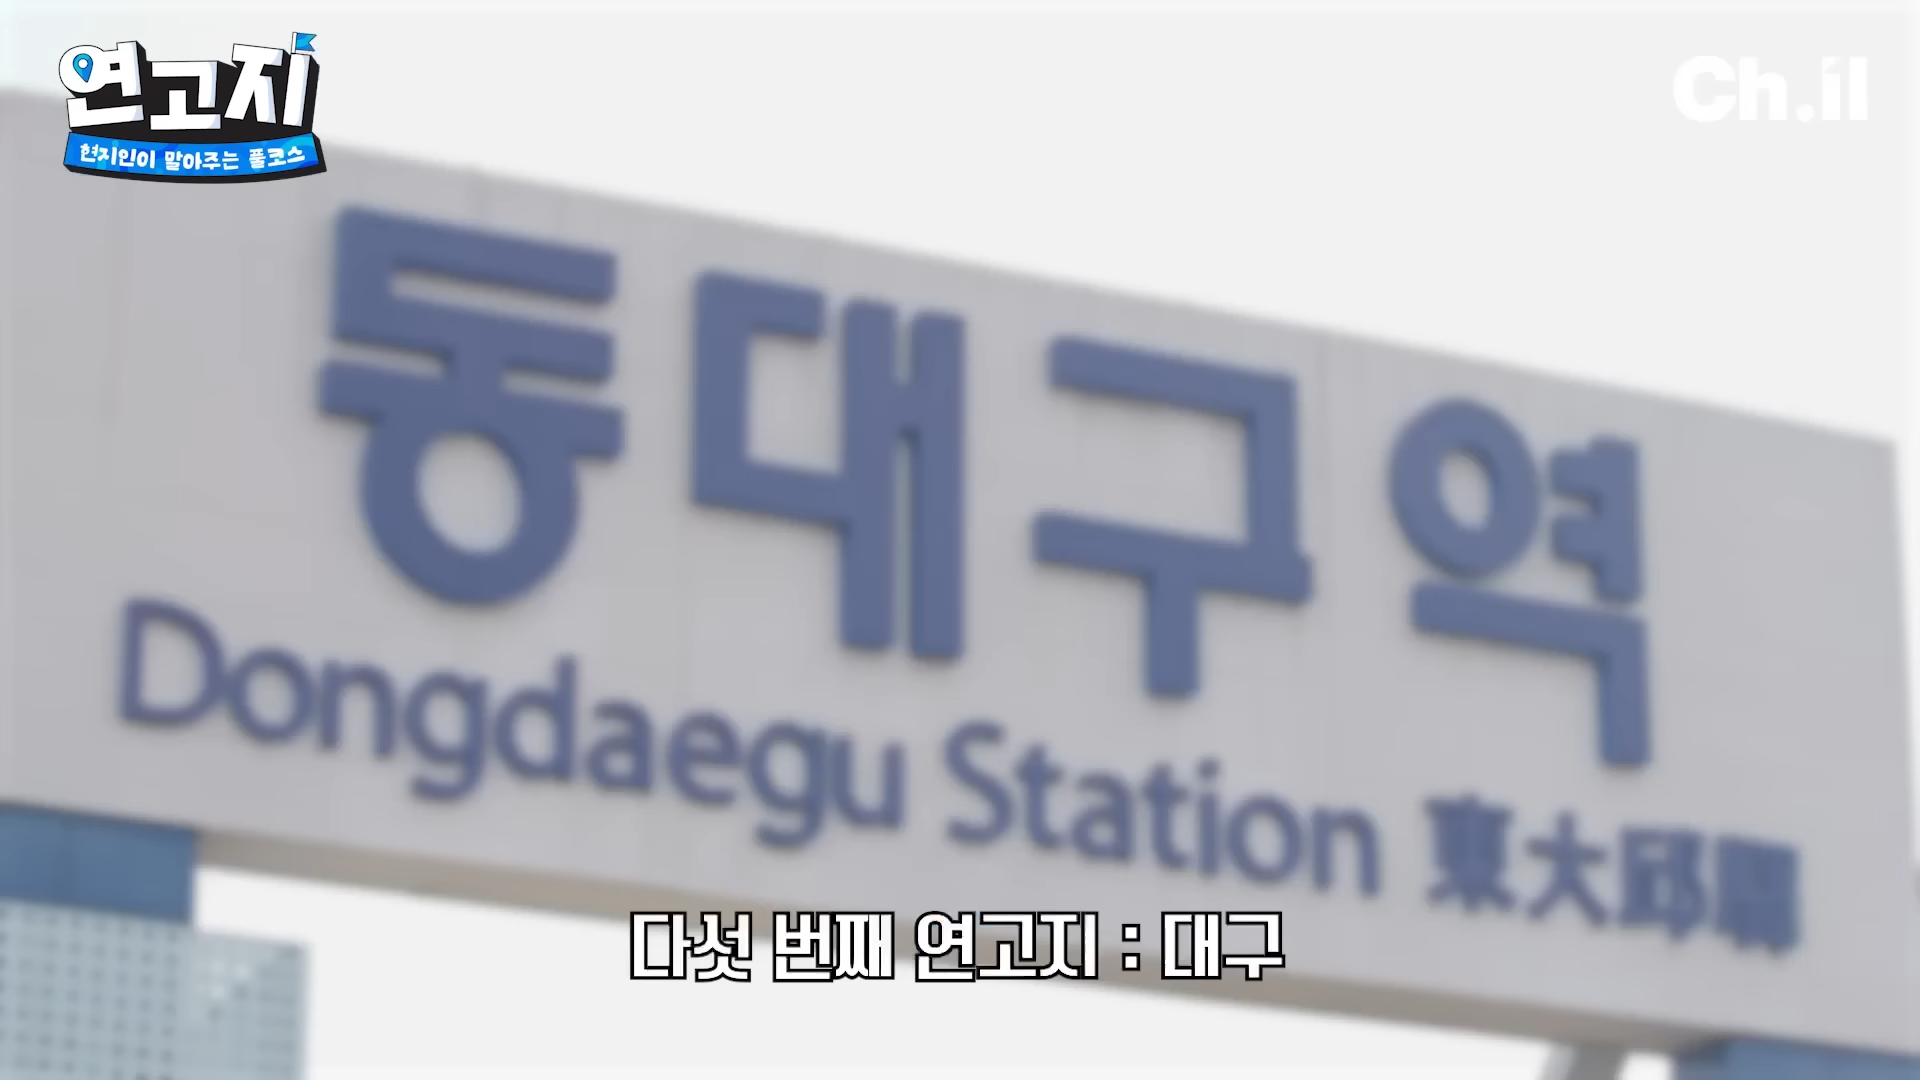 연고지
현지인이 말아주는 풀코스
Ch.il
동대구역
Dongdaegu Station 東大邱驛
다섯 번째 연고지 : 대구